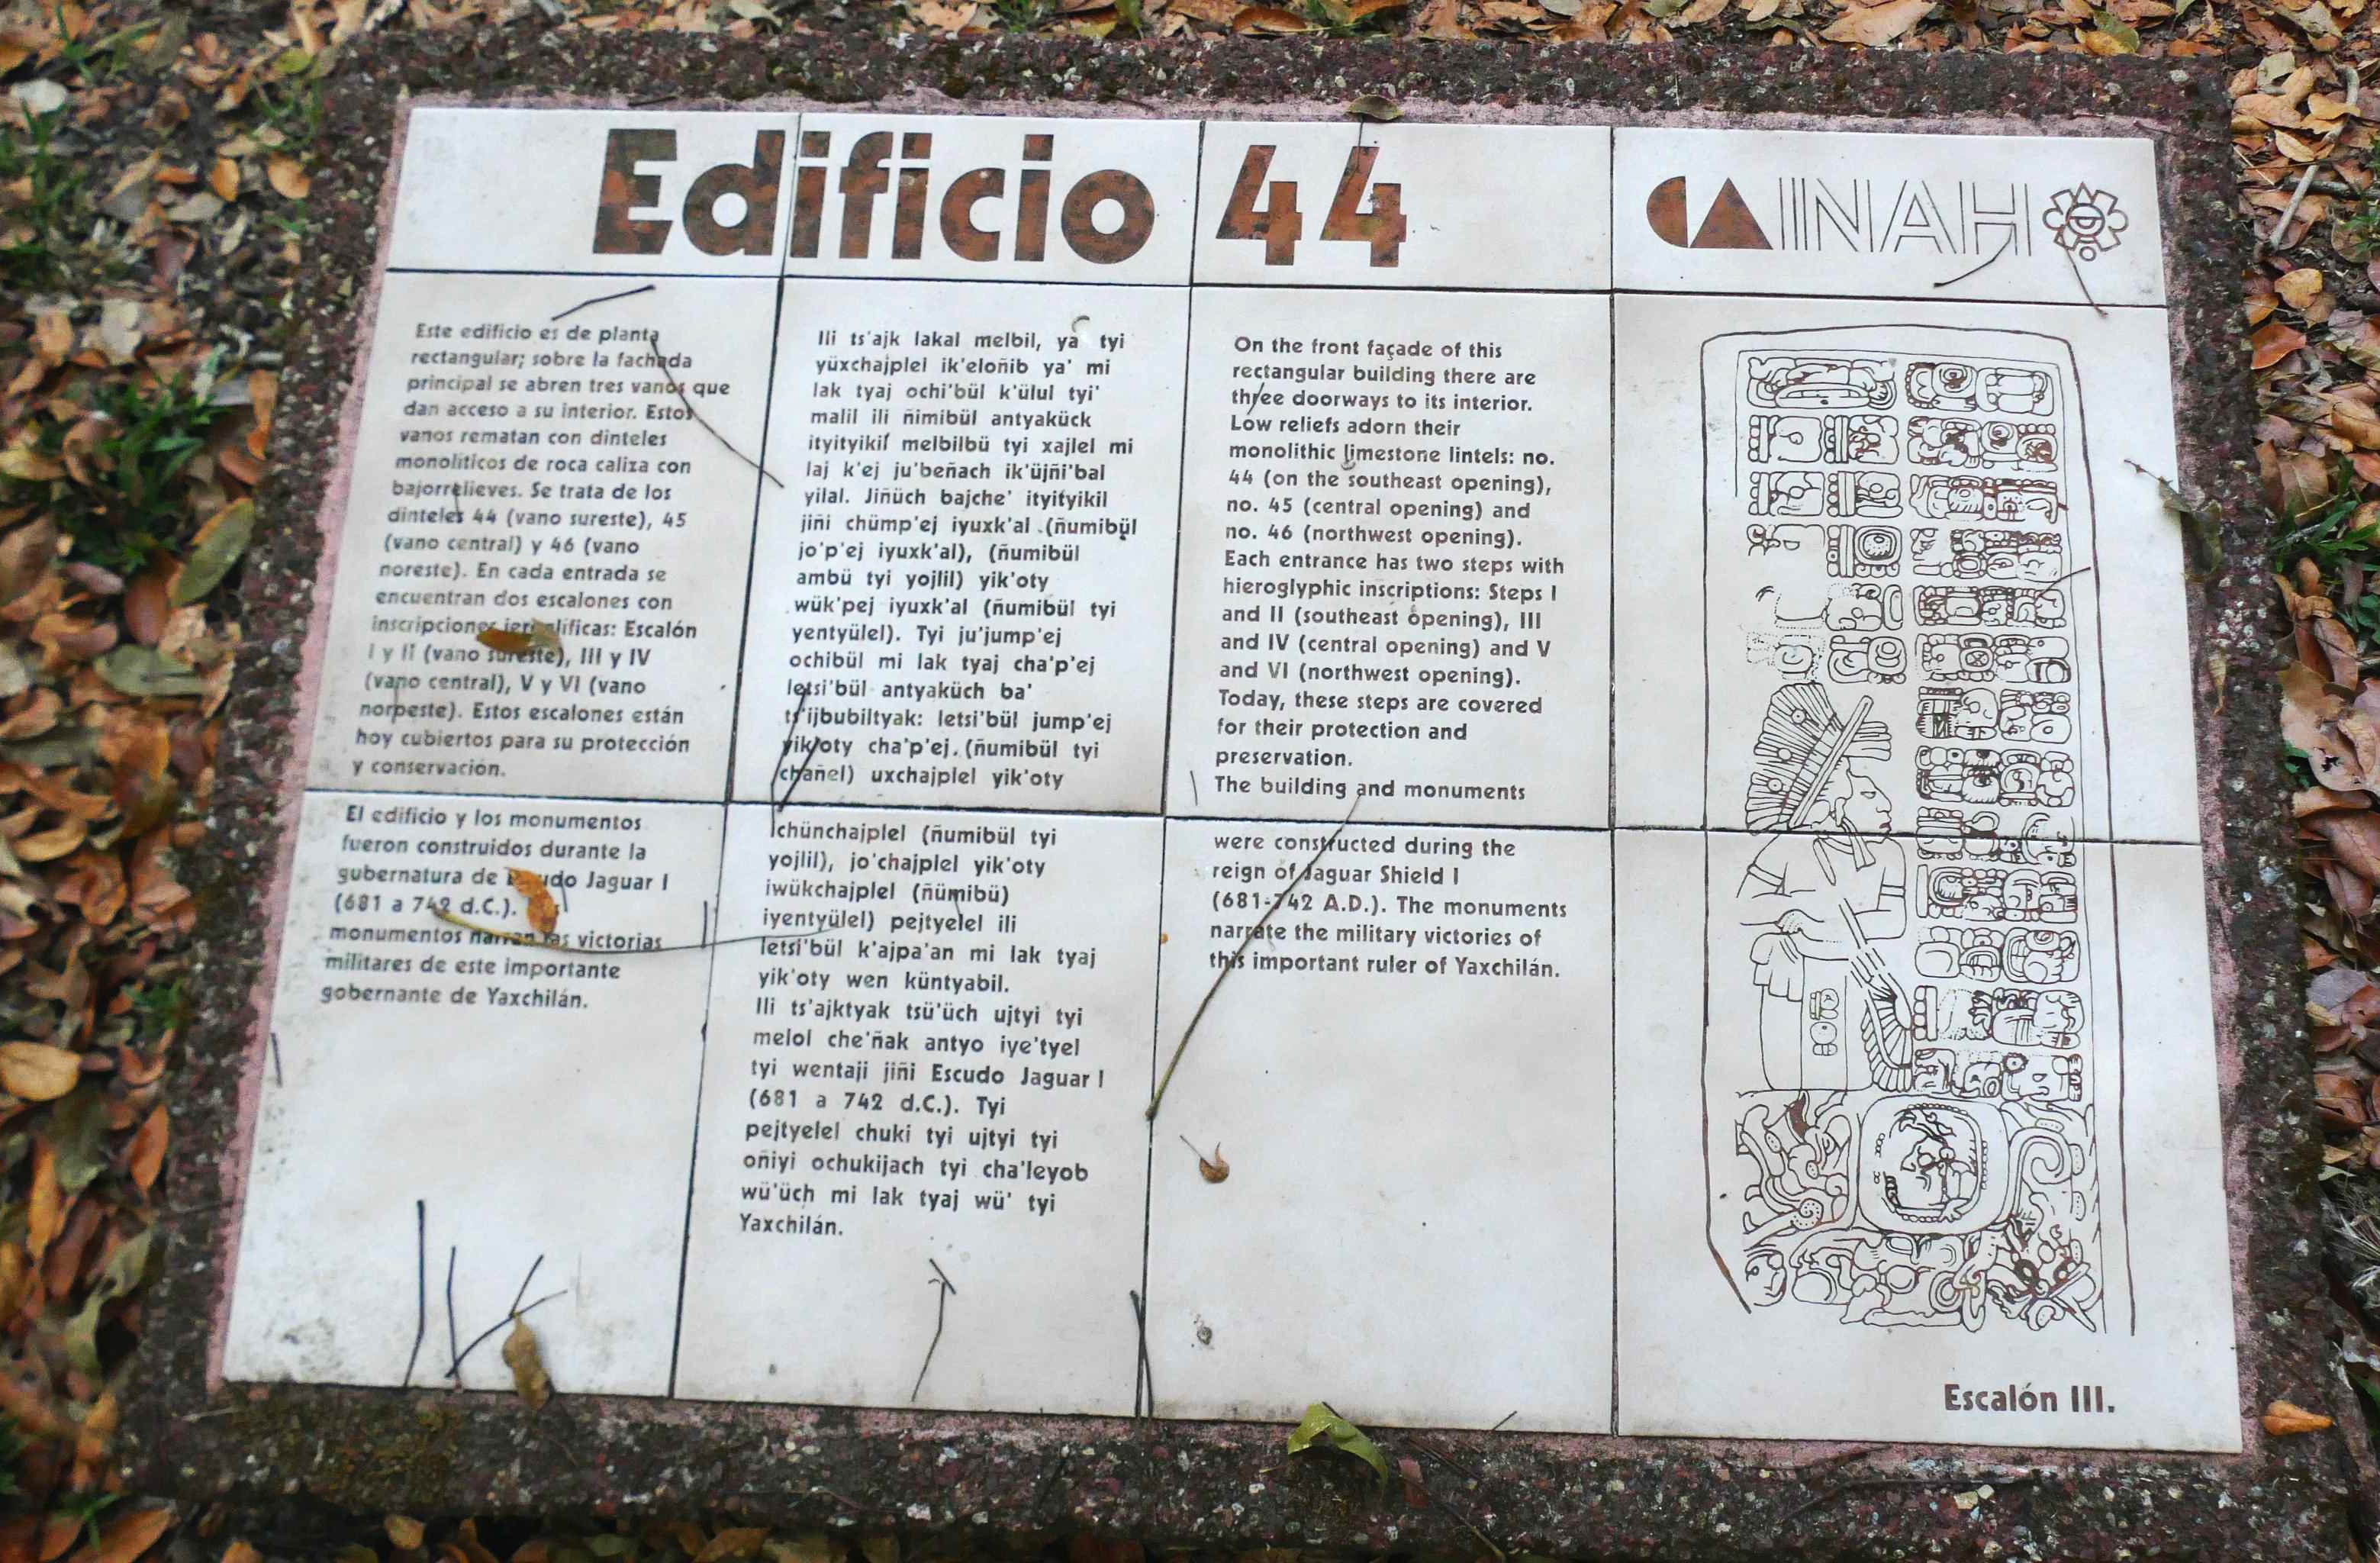 Edificio 44
CA INAH
Este edificio es de planta
rectangular; sobre la fachada
principal se abren tres vanos que
dan acceso a su interior. Estos
vanos rematan con dinteles
monolíticos de roca caliza con
bajorrelieves. Se trata de los
dinteles 44 (vano sureste), 45
(vano central) y 46 (vano
noreste). En cada entrada se
encuentran dos escalones con
inscripciones jeroglíficas: Escalón
I y II (vano sureste), III y IV
(vano central), V y VI (vano
noroeste). Estos escalones están
hoy cubiertos para su protección
y conservación.
El edificio y los monumentos
fueron construidos durante la
gubernatura de Escudo Jaguar I
(681 a 742 d.C.).
monumentos narran las victorias
militares de este importante
gobernante de Yaxchilán.
Ili ts'ajk lakal melbil, ya tyi
yüxchajplel ik'eloñib ya' mi
lak tyaj ochi'bül k'ülul tyi'
malil ili ñimibül antyakück
ityityikil melbilbü tyi xajlel mi
laj k'ej ju'beñach ik'üjñi'bal
yilal. Jiñüch bajche' ityityikil
jiñi chümp'ej iyuxk'al (ñumibül
jo'p'ej iyuxk'al), (ñumibül
ambü tyi yojlil) yik'oty
wük'pej iyuxk'al (ñumibül tyi
yentyülel). Tyi ju'jump'ej
ochibül mi lak tyaj cha'p'ej
letsi'bül antyaküch ba'
ts'ijbubiltyak: letsi'bül jump'ej
yik'oty cha'p'ej. (ñumibül tyi
chañel) uxchajplel yik'oty
chünchajplel (ñumibül tyi
yojlil), jo'chajplel yik'oty
iwükchajplel (ñümibü)
iyentyülel) pejtyelel ili
letsi'bül k'ajpa'an mi lak tyaj
yik'oty wen küntyabil.
Ili ts'ajktyak tsü'üch ujtyi tyi
melol che'ñak antyo iye'tyel
tyi wentaji jiñi Escudo Jaguar I
(681 a 742 d.C.). Tyi
pejtyelel chuki tyi ujtyi tyi
oñiyi ochukijach tyi cha'leyob
wü'üch mi lak tyaj wü' tyi
Yaxchilán.
On the front façade of this
rectangular building there are
three doorways to its interior.
Low reliefs adorn their
monolithic limestone lintels: no.
44 (on the southeast opening),
no. 45 (central opening) and
no. 46 (northwest opening).
Each entrance has two steps with
hieroglyphic inscriptions: Steps I
and II (southeast opening), III
and IV (central opening) and V
and VI (northwest opening).
Today, these steps are covered
for their protection and
preservation.
The building and monuments
were constructed during the
reign of Jaguar Shield I
(681-742 A.D.). The monuments
narrate the military victories of
this important ruler of Yaxchilán.
Escalón III.